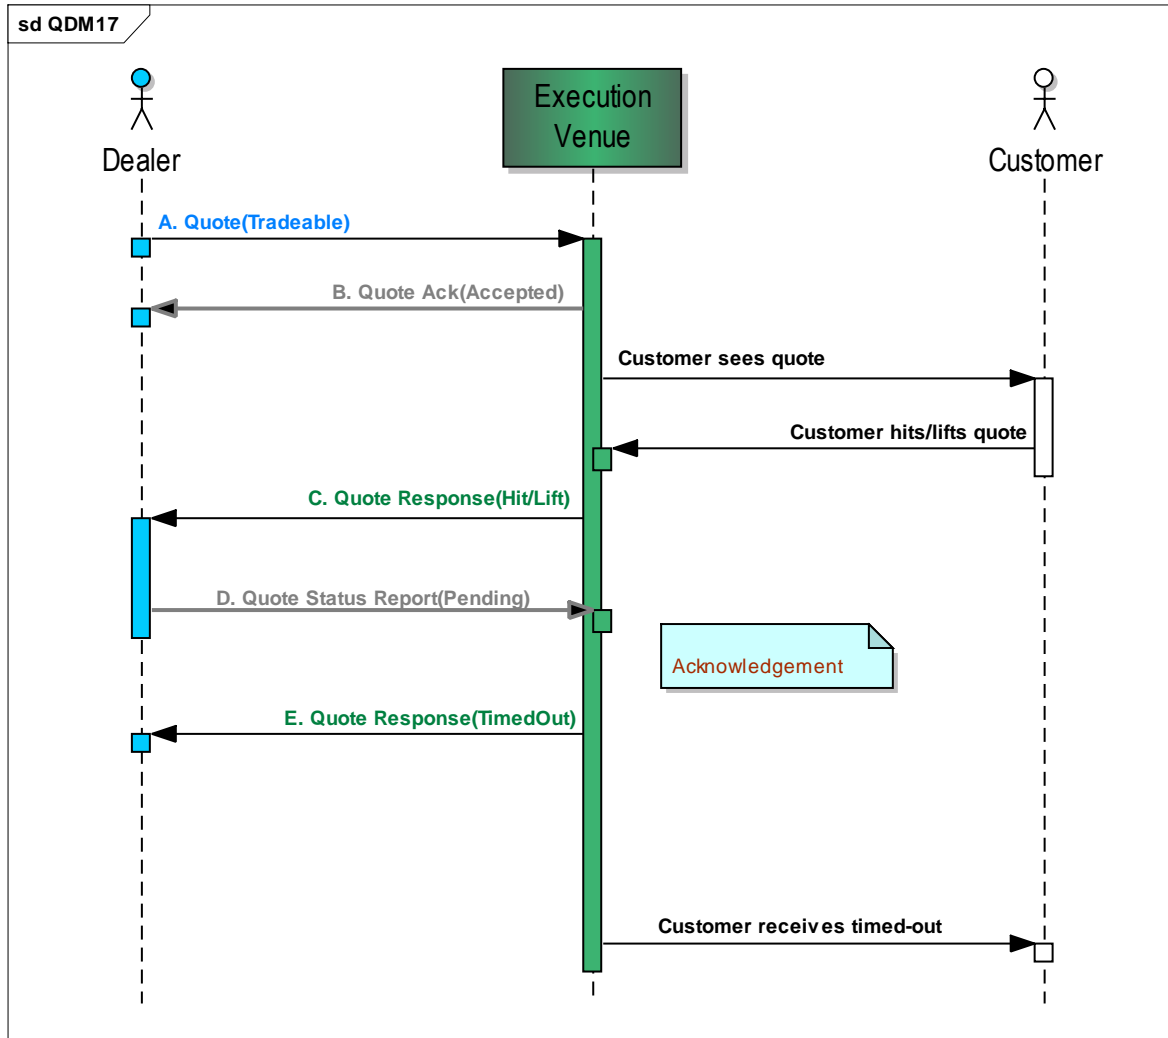 sd QDM17
Dealer
Execution
Venue
Customer
A. Quote(Tradeable)
B. Quote Ack(Accepted)
Customer sees quote
Customer hits/lifts quote
C. Quote Response(Hit/Lift)
D. Quote Status Report(Pending)
Acknowledgement
E. Quote Response(TimedOut)
Customer receives timed-out